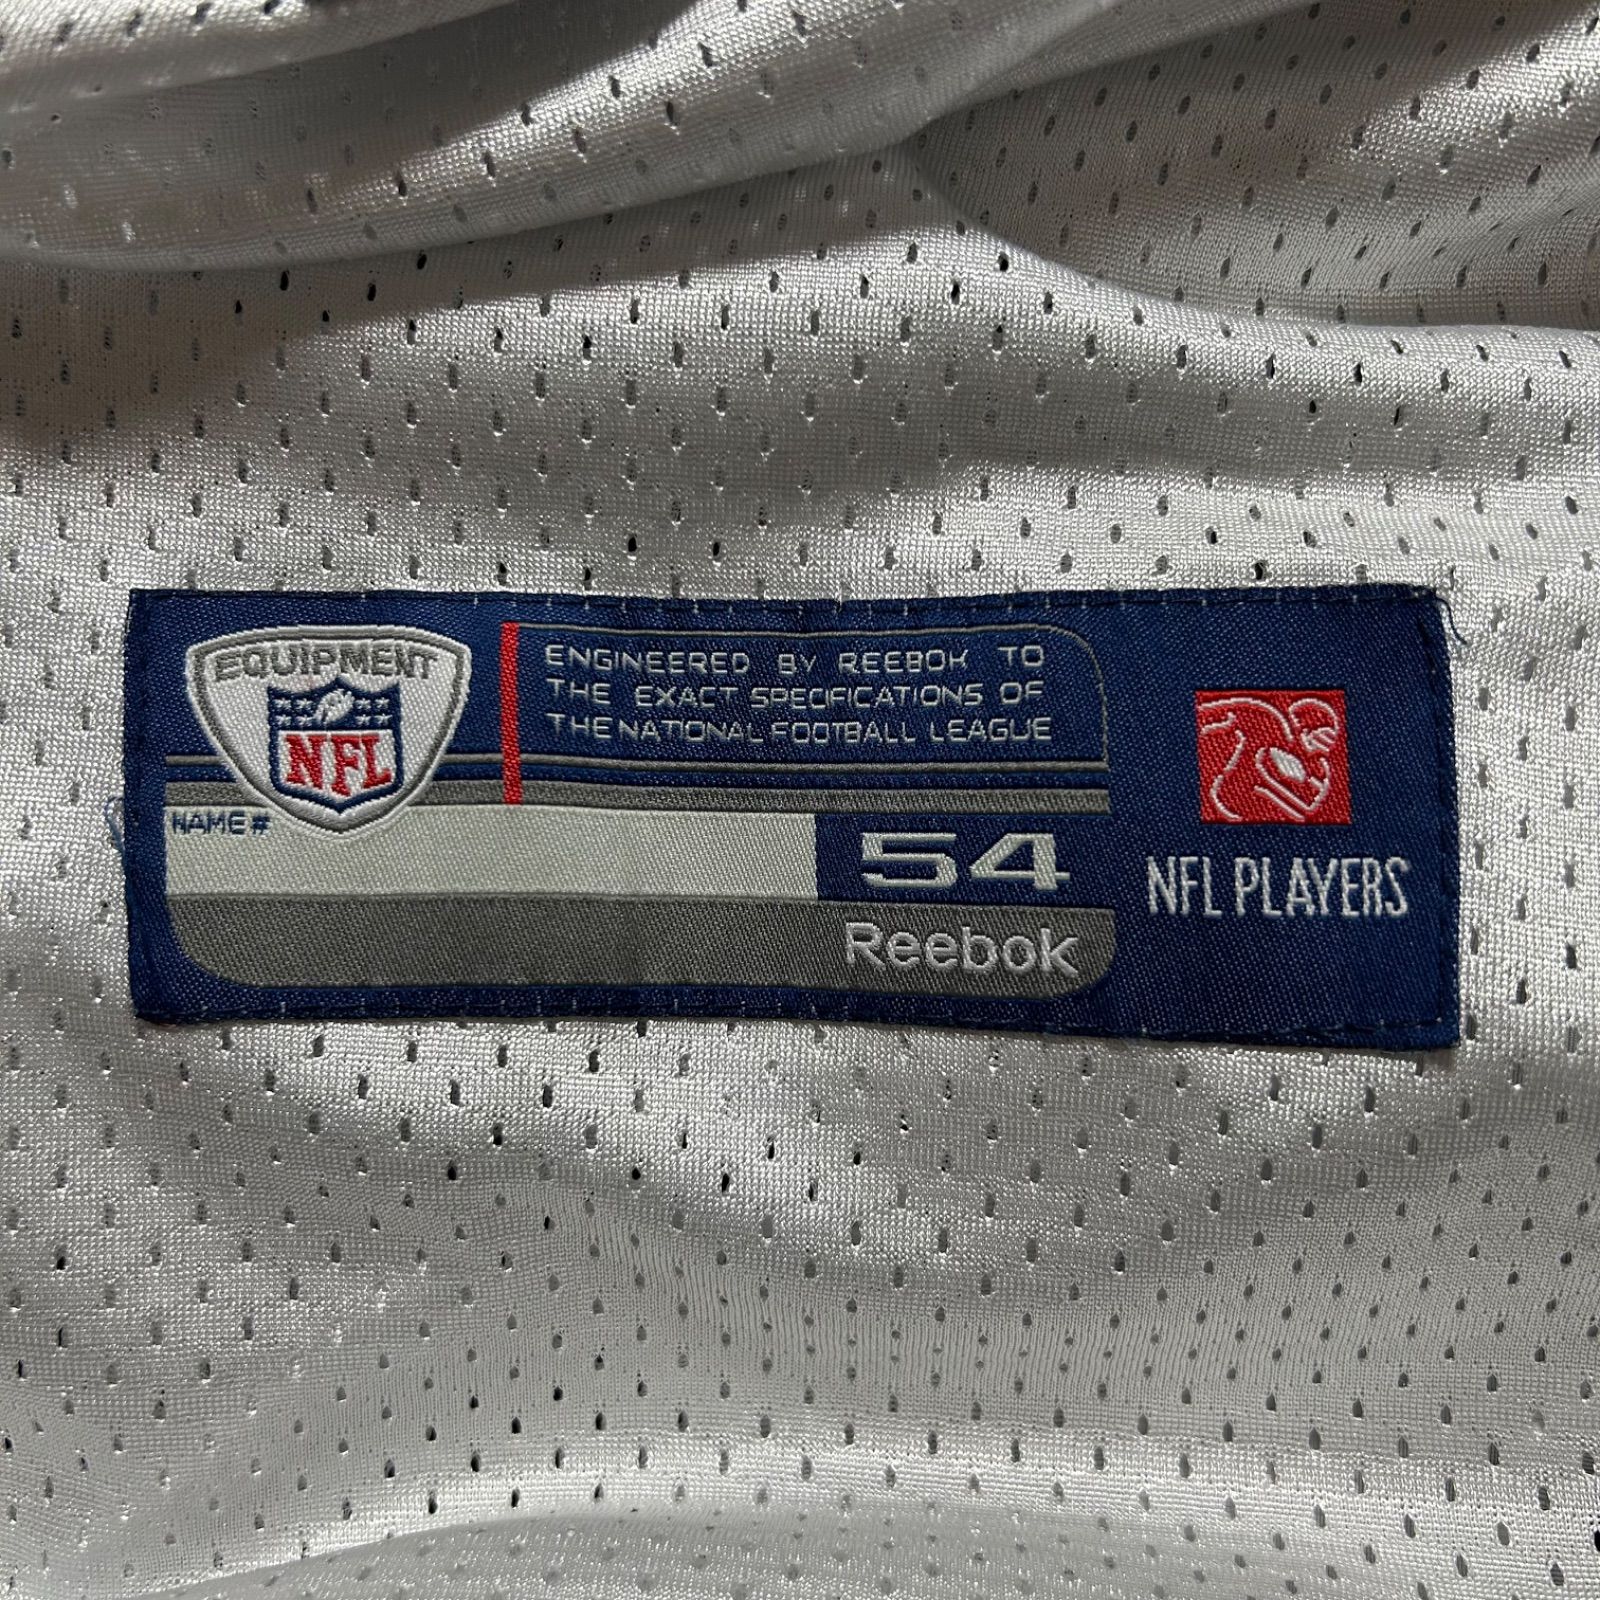 EQUIPMENT
NFL
ENGINEERED BY REEBOK TO
THE EXACT SPECIFICATIONS OF
THE NATIONAL FOOTBALL LEAGUE
NAME #
54
Reebok
NFL PLAYERS